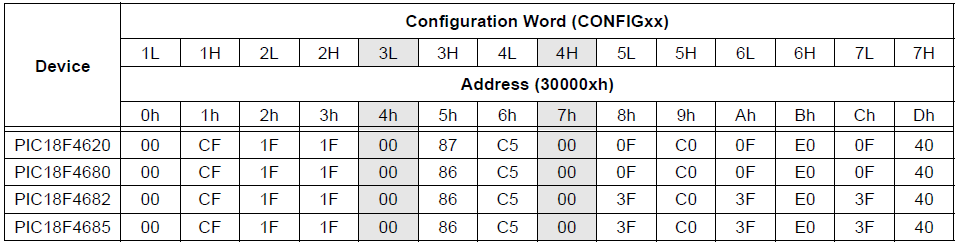 Device
Configuration Word (CONFIGxx)
1L 1H 2L 2H 3L 3H 4L 4H 5L 5H 6L 6H 7L 7H
Address (30000xh)
0h 1h 2h 3h 4h 5h 6h 7h 8h 9h Ah Bh Ch Dh
PIC18F4620 00 CF 1F 1F 00 87 C5 00 0F C0 0F E0 0F 40
PIC18F4680 00 CF 1F 1F 00 86 C5 00 0F C0 0F E0 0F 40
PIC18F4682 00 CF 1F 1F 00 86 C5 00 3F C0 3F E0 3F 40
PIC18F4685 00 CF 1F 1F 00 86 C5 00 3F C0 3F E0 3F 40